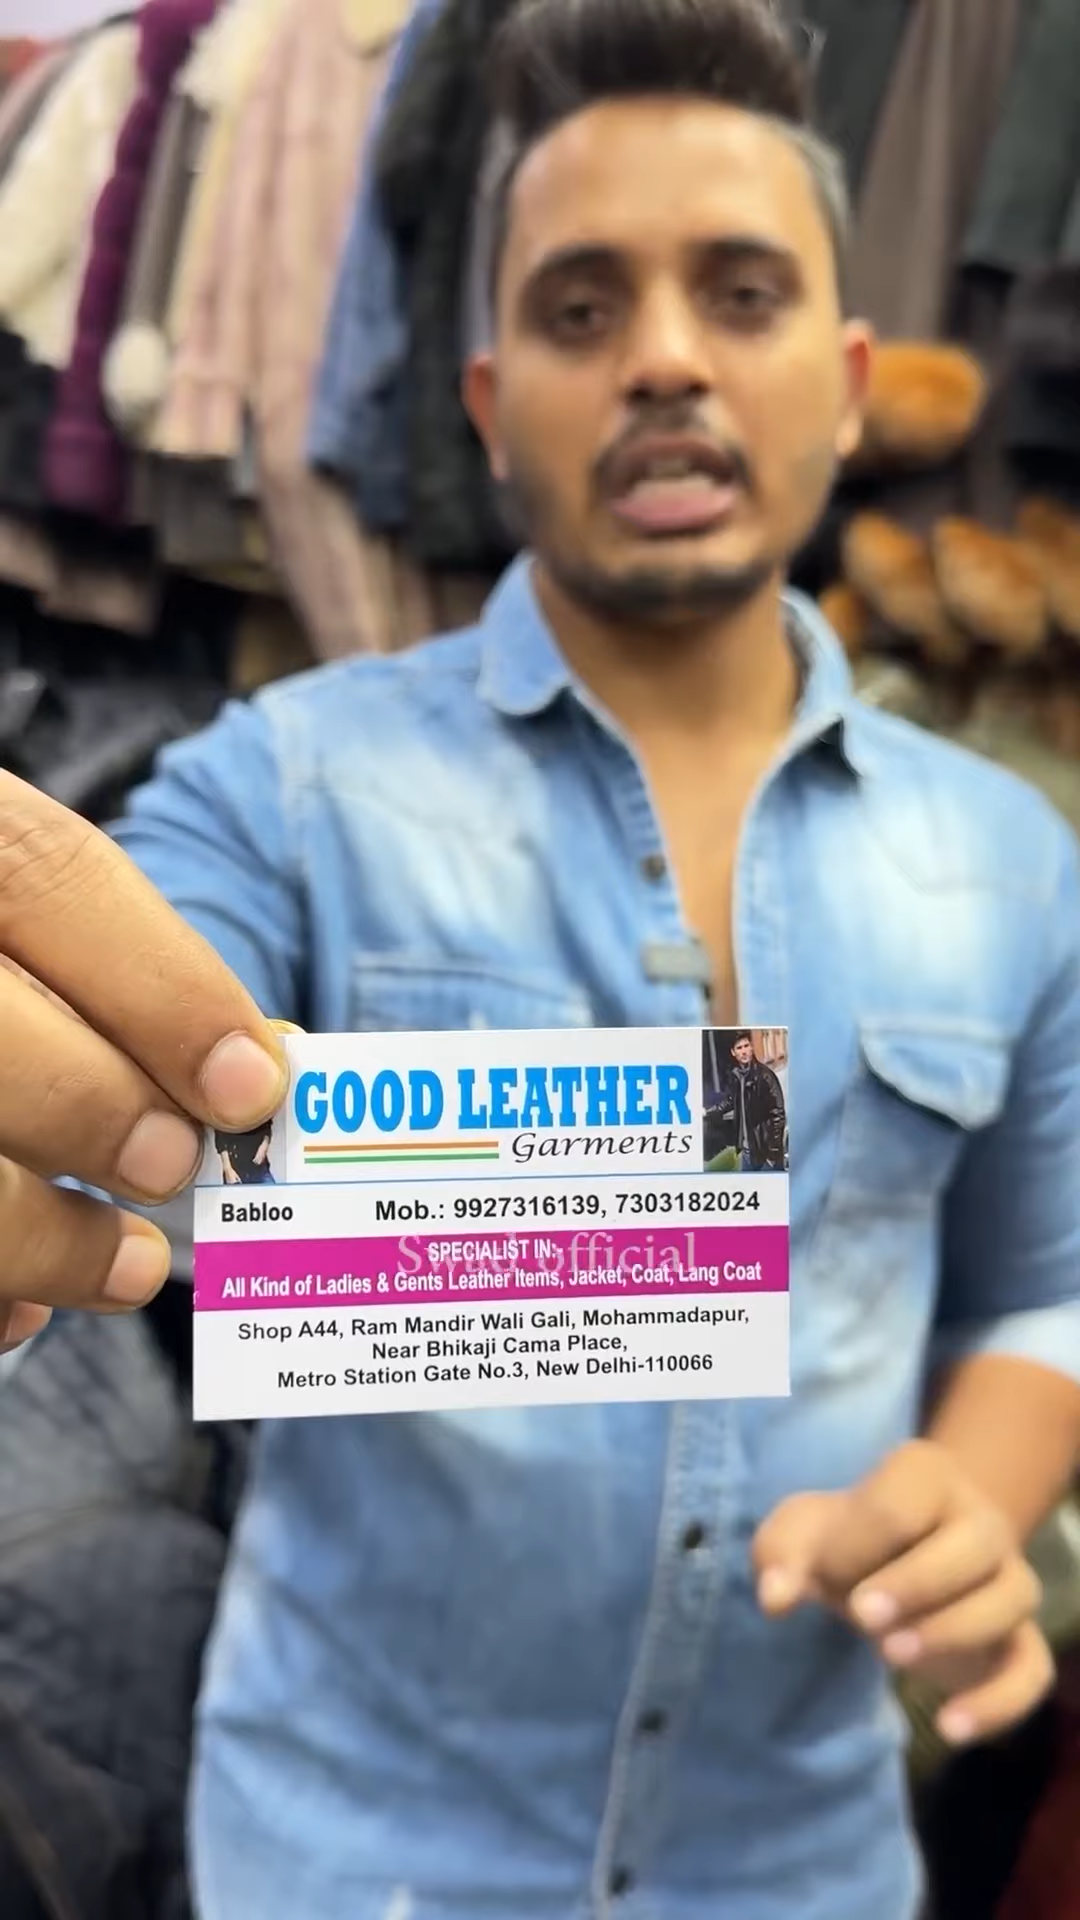 GOOD LEATHER
Garments
Babloo Mob.: 9927316139, 7303182024
SPECIALIST IN:-
Swad official
All Kind of Ladies & Gents Leather Items, Jacket, Coat, Lang Coat
Shop A44, Ram Mandir Wali Gali, Mohammadapur,
Near Bhikaji Cama Place,
Metro Station Gate No.3, New Delhi-110066